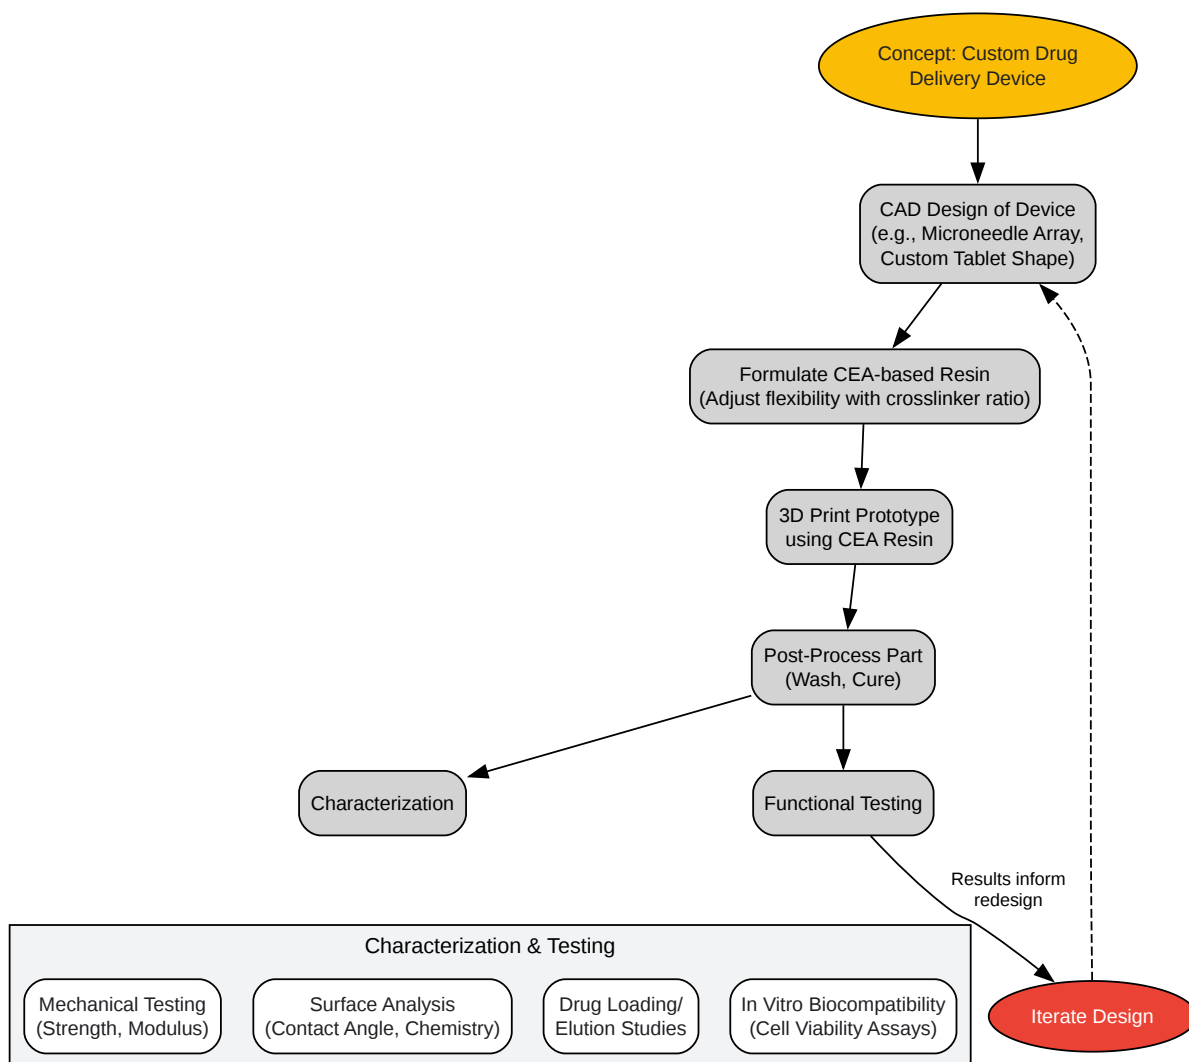 Concept: Custom Drug
Delivery Device
CAD Design of Device
(e.g., Microneedle Array,
Custom Tablet Shape)
Formulate CEA-based Resin
(Adjust flexibility with crosslinker ratio)
3D Print Prototype
using CEA Resin
Post-Process Part
(Wash, Cure)
Characterization
Functional Testing
Results inform
redesign
Characterization & Testing
Mechanical Testing
(Strength, Modulus)
Surface Analysis
(Contact Angle, Chemistry)
Drug Loading/
Elution Studies
In Vitro Biocompatibility
(Cell Viability Assays)
Iterate Design